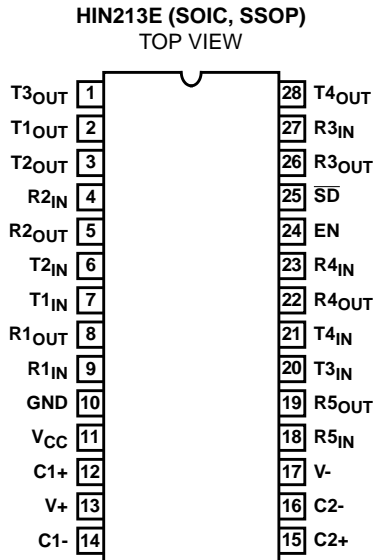 HIN213E (SOIC, SSOP)
TOP VIEW
T3OUT 1 28 T4OUT
T1OUT 2 27 R3IN
T2OUT 3 26 R3OUT
R2IN 4 25 S̅D̅
R2OUT 5 24 EN
T2IN 6 23 R4IN
T1IN 7 22 R4OUT
R1OUT 8 21 T4IN
R1IN 9 20 T3IN
GND 10 19 R5OUT
VCC 11 18 R5IN
C1+ 12 17 V-
V+ 13 16 C2-
C1- 14 15 C2+